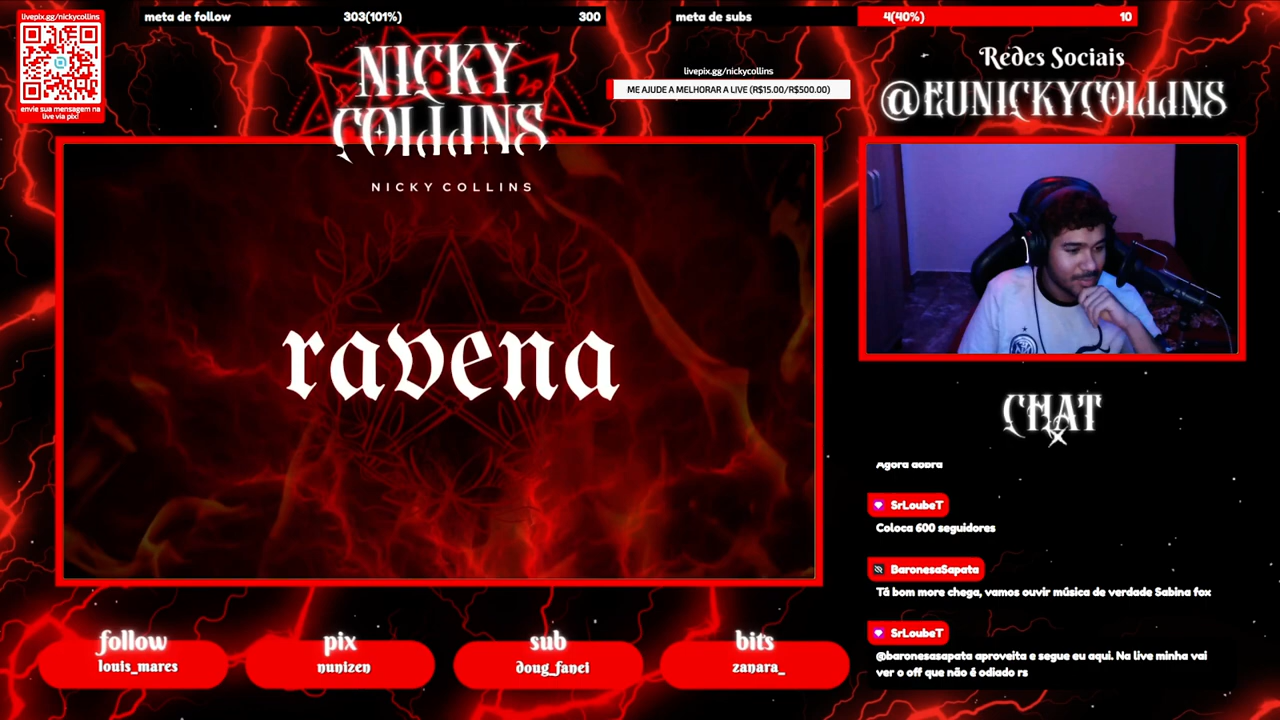 livepix.gg/nickycollins
envie sua mensagem na
live via pix!
meta de follow 303(101%) 300
meta de subs 4(40%) 10
NICKY
COLLINS
livepix.gg/nickycollins
ME AJUDE A MELHORAR A LIVE (R$15.00/R$500.00)
Redes Sociais
@EUNICKYCOLLINS
NICKY COLLINS
ravena
CHAT
Agora dobra
SrLoubeT
Coloca 600 seguidores
BaronesaSapata
Tá bom more chega, vamos ouvir música de verdade Sabina fox
SrLoubeT
@baronesasapata aproveita e segue eu aqui. Na live minha vai
ver o off que não é odiado rs
follow
louis_mares
pix
nunizen
sub
doug_fanei
bits
zanara_